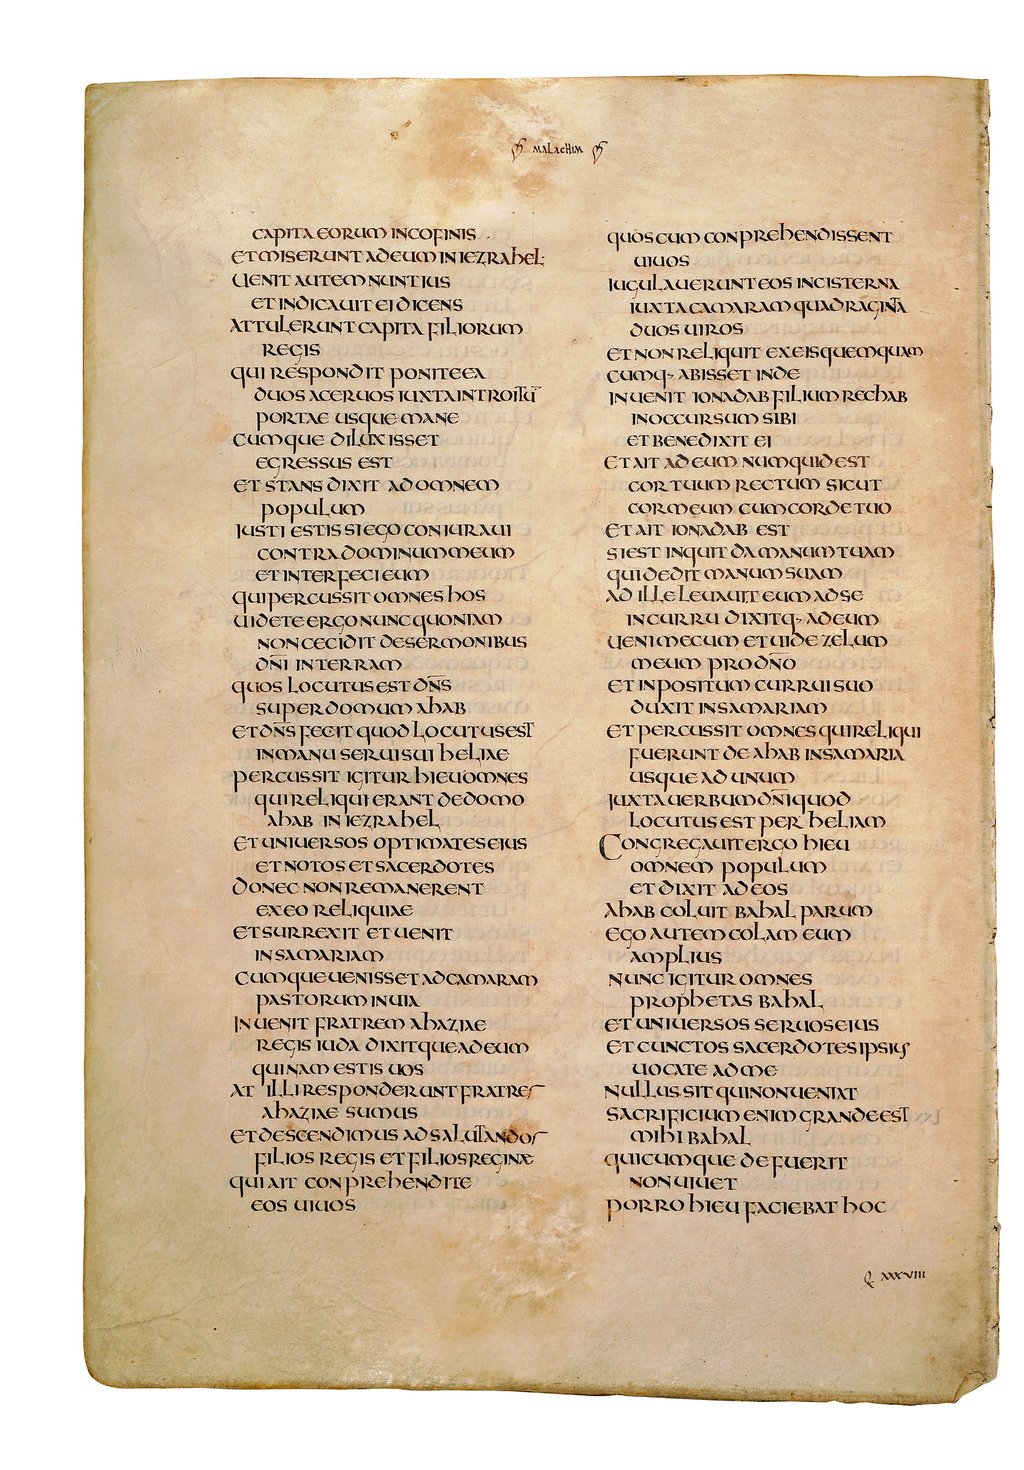 MALACHIM
CAPITA EORUM IN COFINIS
ET MISERUNT AD EUM IN IEZRAHEL
UENIT AUTEM NUNTIUS
ET INDICAUIT EI DICENS
ATTULERUNT CAPITA FILIORUM
REGIS
QUI RESPONDIT PONITE EA
DUOS ACERUOS IUXTA INTROITŪ
PORTAE USQUE MANE
CUMQUE DILUXISSET
EGRESSUS EST
ET STANS DIXIT AD OMNEM
POPULUM
IUSTI ESTIS SI EGO CONIURAUI
CONTRA DOMINUM MEUM
ET INTERFECI EUM
QUI PERCUSSIT OMNES HOS
UIDETE ERGO NUNC QUONIAM
NON CECIDIT DE SERMONIBUS
DN̄I IN TERRAM
QUOS LOCUTUS EST DN̄S
SUPER DOMUM AHAB
ET DN̄S FECIT QUOD LOCUTUS EST
IN MANU SERUI SUI HELIAE
PERCUSSIT IGITUR HIEU OMNES
QUI RELIQUI ERANT DE DOMO
AHAB IN IEZRAHEL
ET UNIUERSOS OPTIMATES EIUS
ET NOTOS ET SACERDOTES
DONEC NON REMANERENT
EX EO RELIQUIAE
ET SURREXIT ET UENIT
IN SAMARIAM
CUMQUE UENISSET AD CAMARAM
PASTORUM IN UIA
INUENIT FRATREM AHAZIAE
REGIS IUDA DIXITQUE AD EUM
QUINAM ESTIS UOS
AT ILLI RESPONDERUNT FRATRES
AHAZIAE SUMUS
ET DESCENDIMUS AD SALUTANDOS
FILIOS REGIS ET FILIOS REGINAE
QUI AIT CONPREHENDITE
EOS UIUOS
QUOS CUM CONPREHENDISSENT
UIUOS
IUGULAUERUNT EOS IN CISTERNA
IUXTA CAMARAM QUADRAGINTA
DUOS UIROS
ET NON RELIQUIT EX EIS QUEMQUAM
CUMQ· ABISSET INDE
INUENIT IONADAB FILIUM RECHAB
IN OCCURSUM SIBI
ET BENEDIXIT EI
ET AIT AD EUM NUMQUID EST
COR TUUM RECTUM SICUT
COR MEUM CUM CORDE TUO
ET AIT IONADAB EST
SI EST INQUIT DA MANUM TUAM
QUI DEDIT MANUM SUAM
AD ILLE LEUAUIT EUM AD SE
IN CURRU DIXITQ· AD EUM
UENI MECUM ET UIDE ZELUM
MEUM PRO DN̄O
ET INPOSITUM CURRUI SUO
DUXIT IN SAMARIAM
ET PERCUSSIT OMNES QUI RELIQUI
FUERUNT DE AHAB IN SAMARIA
USQUE AD UNUM
IUXTA UERBUM DN̄I QUOD
LOCUTUS EST PER HELIAM
CONGREGAUIT ERGO HIEU
OMNEM POPULUM
ET DIXIT AD EOS
AHAB COLUIT BAHAL PARUM
EGO AUTEM COLAM EUM
AMPLIUS
NUNC IGITUR OMNES
PROPHETAS BAHAL
ET UNIUERSOS SERUOS EIUS
ET CUNCTOS SACERDOTES IPSIUS
UOCATE AD ME
NULLUS SIT QUI NON UENIAT
SACRIFICIUM ENIM GRANDE EST
MIHI BAHAL
QUICUMQUE DEFUERIT
NON UIUET
PORRO HIEU FACIEBAT HOC
Q XXXVIII